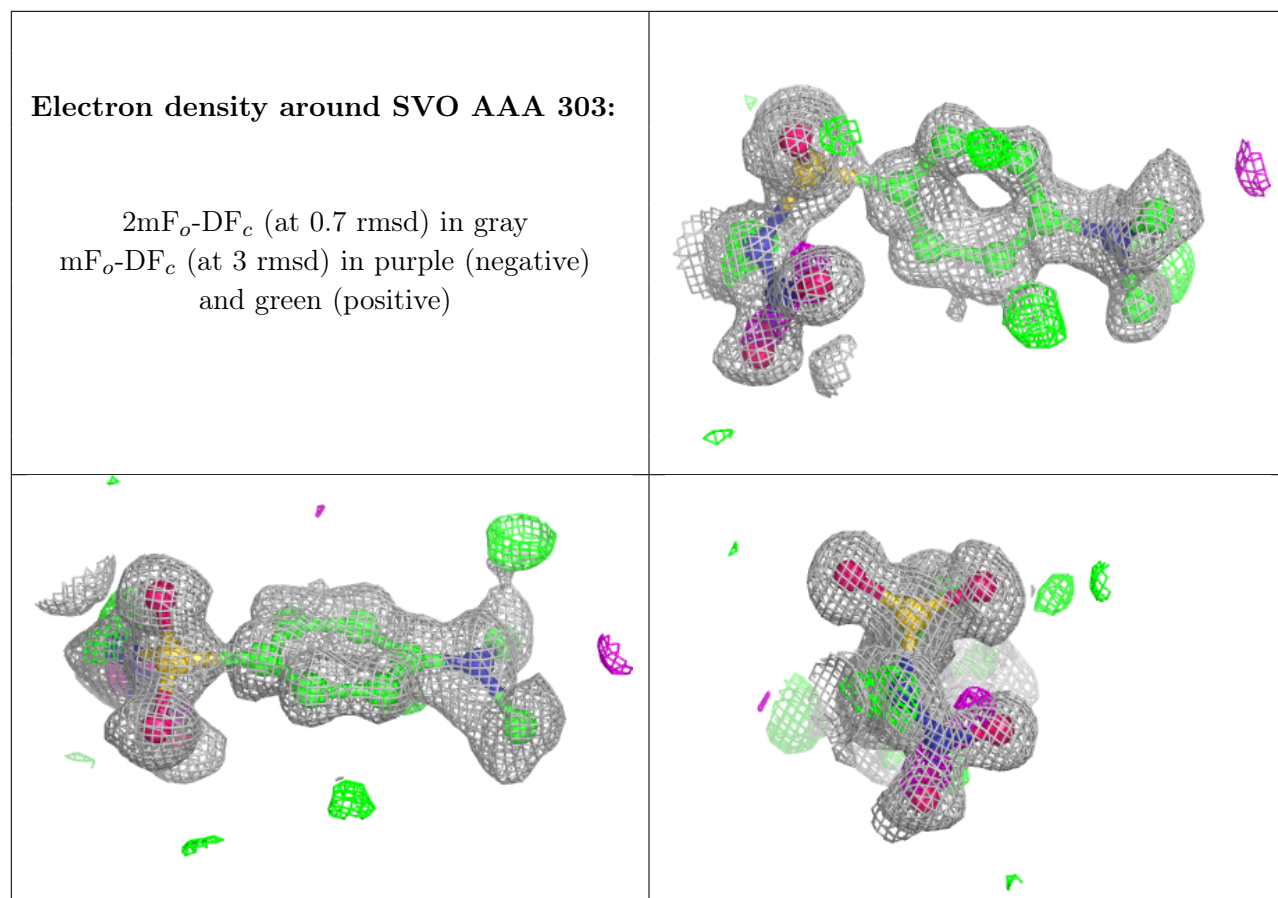 Electron density around SVO AAA 303:
2mFo-DFc (at 0.7 rmsd) in gray
mFo-DFc (at 3 rmsd) in purple (negative)
and green (positive)